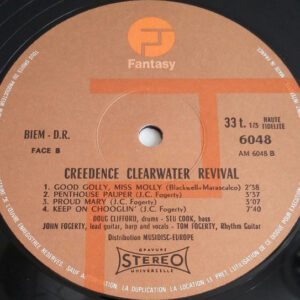 Fantasy
BIEM - D.R.
FACE B
33 t. 1/3 HAUTE FIDELITE
6048
AM 6048 B
CREEDENCE CLEARWATER REVIVAL
1. GOOD GOLLY, MISS MOLLY (Blackwell-Marascalco) 2'38
2. PENTHOUSE PAUPER (J.C. Fogerty) 3'37
3. PROUD MARY (J.C. Fogerty) 3'07
4. KEEP ON CHOOGLIN' (J.C. Fogerty) 7'40
DOUG CLIFFORD, drums - STU COOK, bass
JOHN FOGERTY, lead guitar, harp and vocals - TOM FOGERTY, Rhythm Guitar
Distribution MUSIDISC-EUROPE
GRAVURE
STEREO
UNIVERSELLE